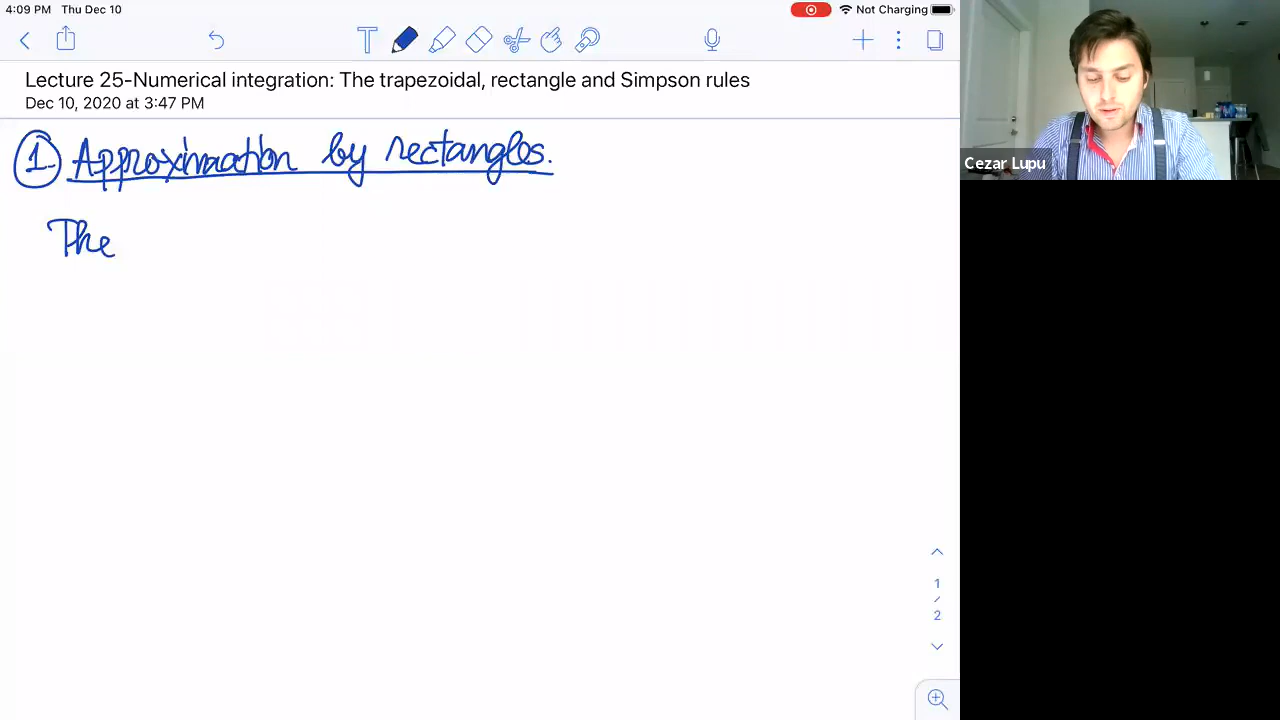 4:09 PM Thu Dec 10
Not Charging
T
Lecture 25-Numerical integration: The trapezoidal, rectangle and Simpson rules
Dec 10, 2020 at 3:47 PM
① Approximation by rectangles.
The
Cezar Lupu
1
/
2